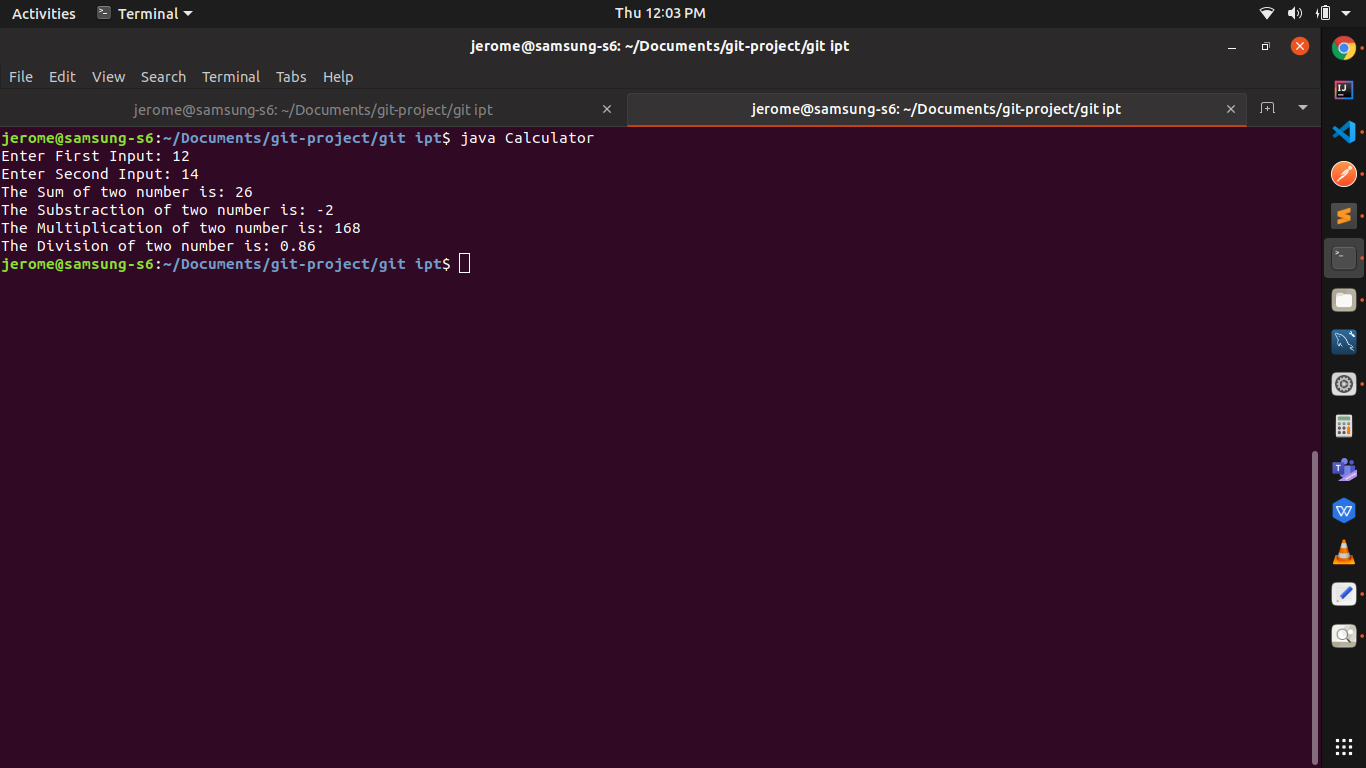 Activities Terminal Thu 12:03 PM
jerome@samsung-s6: ~/Documents/git-project/git ipt
File Edit View Search Terminal Tabs Help
jerome@samsung-s6: ~/Documents/git-project/git ipt jerome@samsung-s6: ~/Documents/git-project/git ipt
jerome@samsung-s6:~/Documents/git-project/git ipt$ java Calculator
Enter First Input: 12
Enter Second Input: 14
The Sum of two number is: 26
The Substraction of two number is: -2
The Multiplication of two number is: 168
The Division of two number is: 0.86
jerome@samsung-s6:~/Documents/git-project/git ipt$